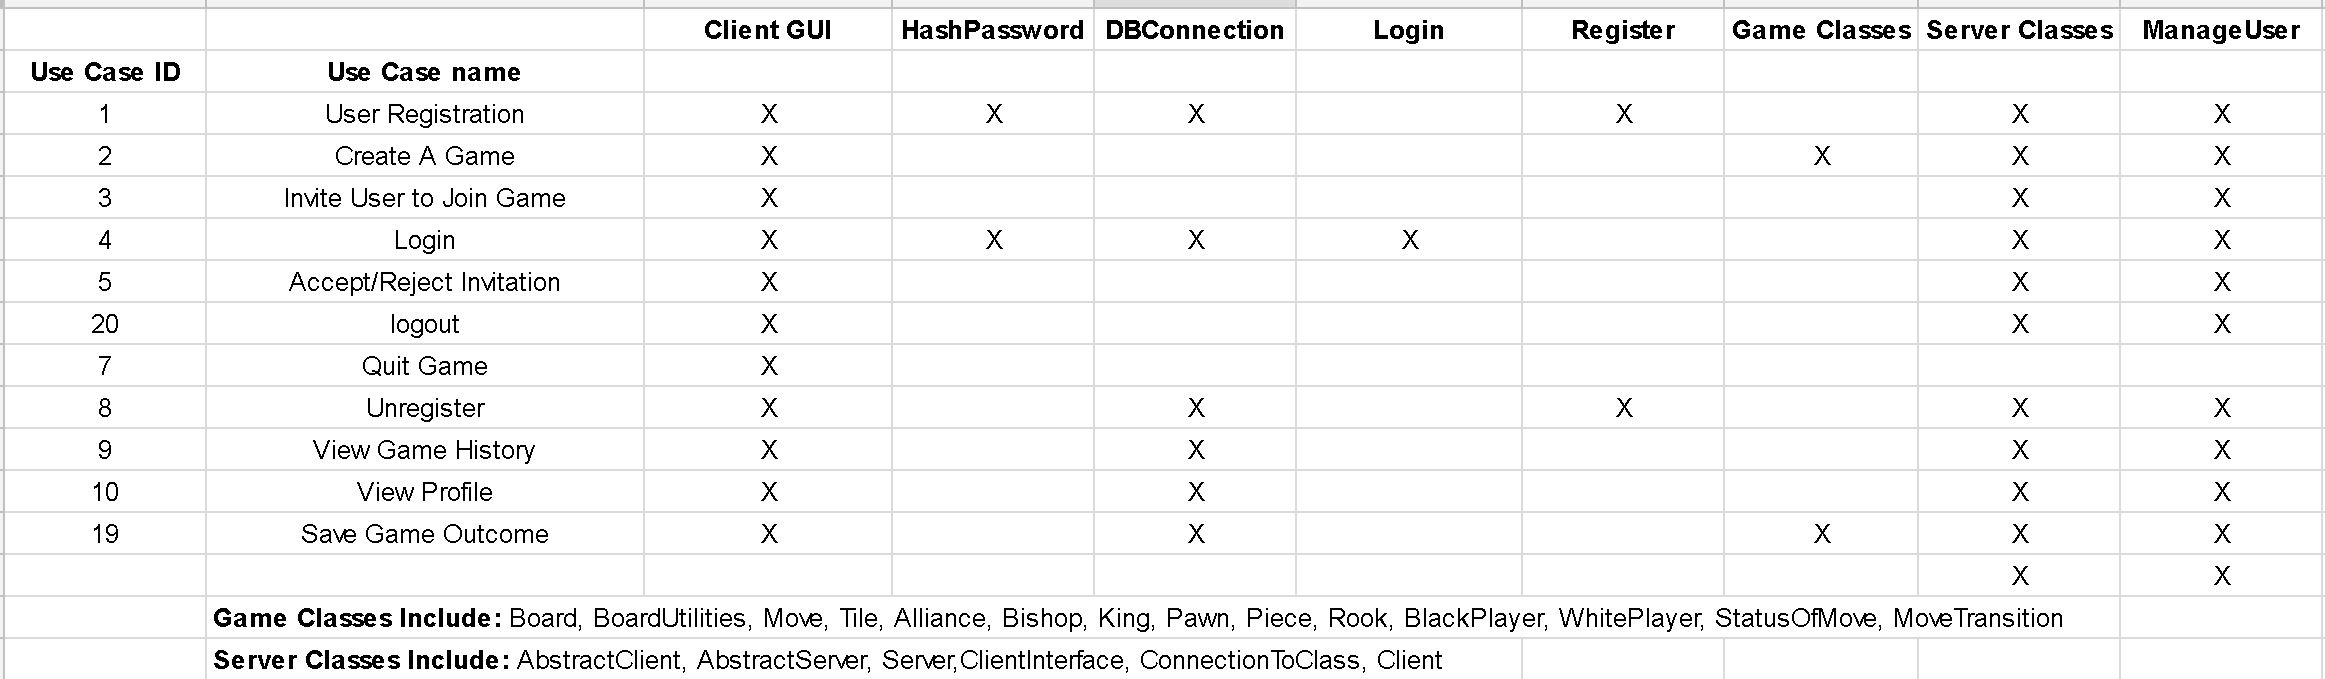 Client GUI HashPassword DBConnection Login Register Game Classes Server Classes ManageUser
Use Case ID Use Case name
1 User Registration X X X X X X
2 Create A Game X X X X
3 Invite User to Join Game X X X
4 Login X X X X X X
5 Accept/Reject Invitation X X X
20 logout X X X
7 Quit Game X
8 Unregister X X X X X
9 View Game History X X X X
10 View Profile X X X X
19 Save Game Outcome X X X X X
X X
Game Classes Include: Board, BoardUtilities, Move, Tile, Alliance, Bishop, King, Pawn, Piece, Rook, BlackPlayer, WhitePlayer, StatusOfMove, MoveTransition
Server Classes Include: AbstractClient, AbstractServer, Server,ClientInterface, ConnectionToClass, Client